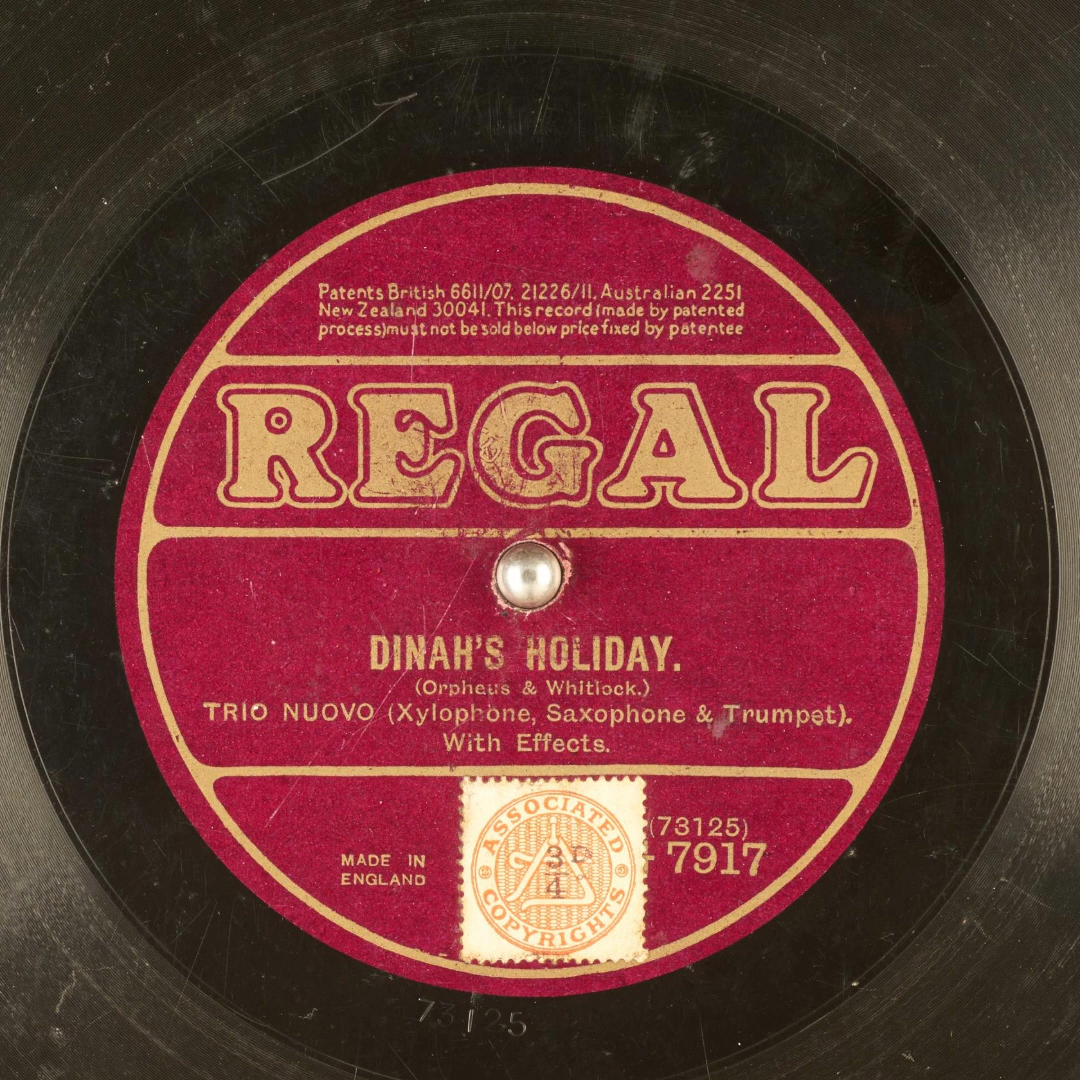 Patents British 6611/07. 21226/11. Australian 2251
New Zealand 30041. This record (made by patented
process) must not be sold below price fixed by patentee
REGAL
DINAH'S HOLIDAY.
(Orpheus & Whitlock.)
TRIO NUOVO (Xylophone, Saxophone & Trumpet).
With Effects.
MADE IN
ENGLAND
ASSOCIATED
3D
4
COPYRIGHTS
(73125)
- 7917
73125